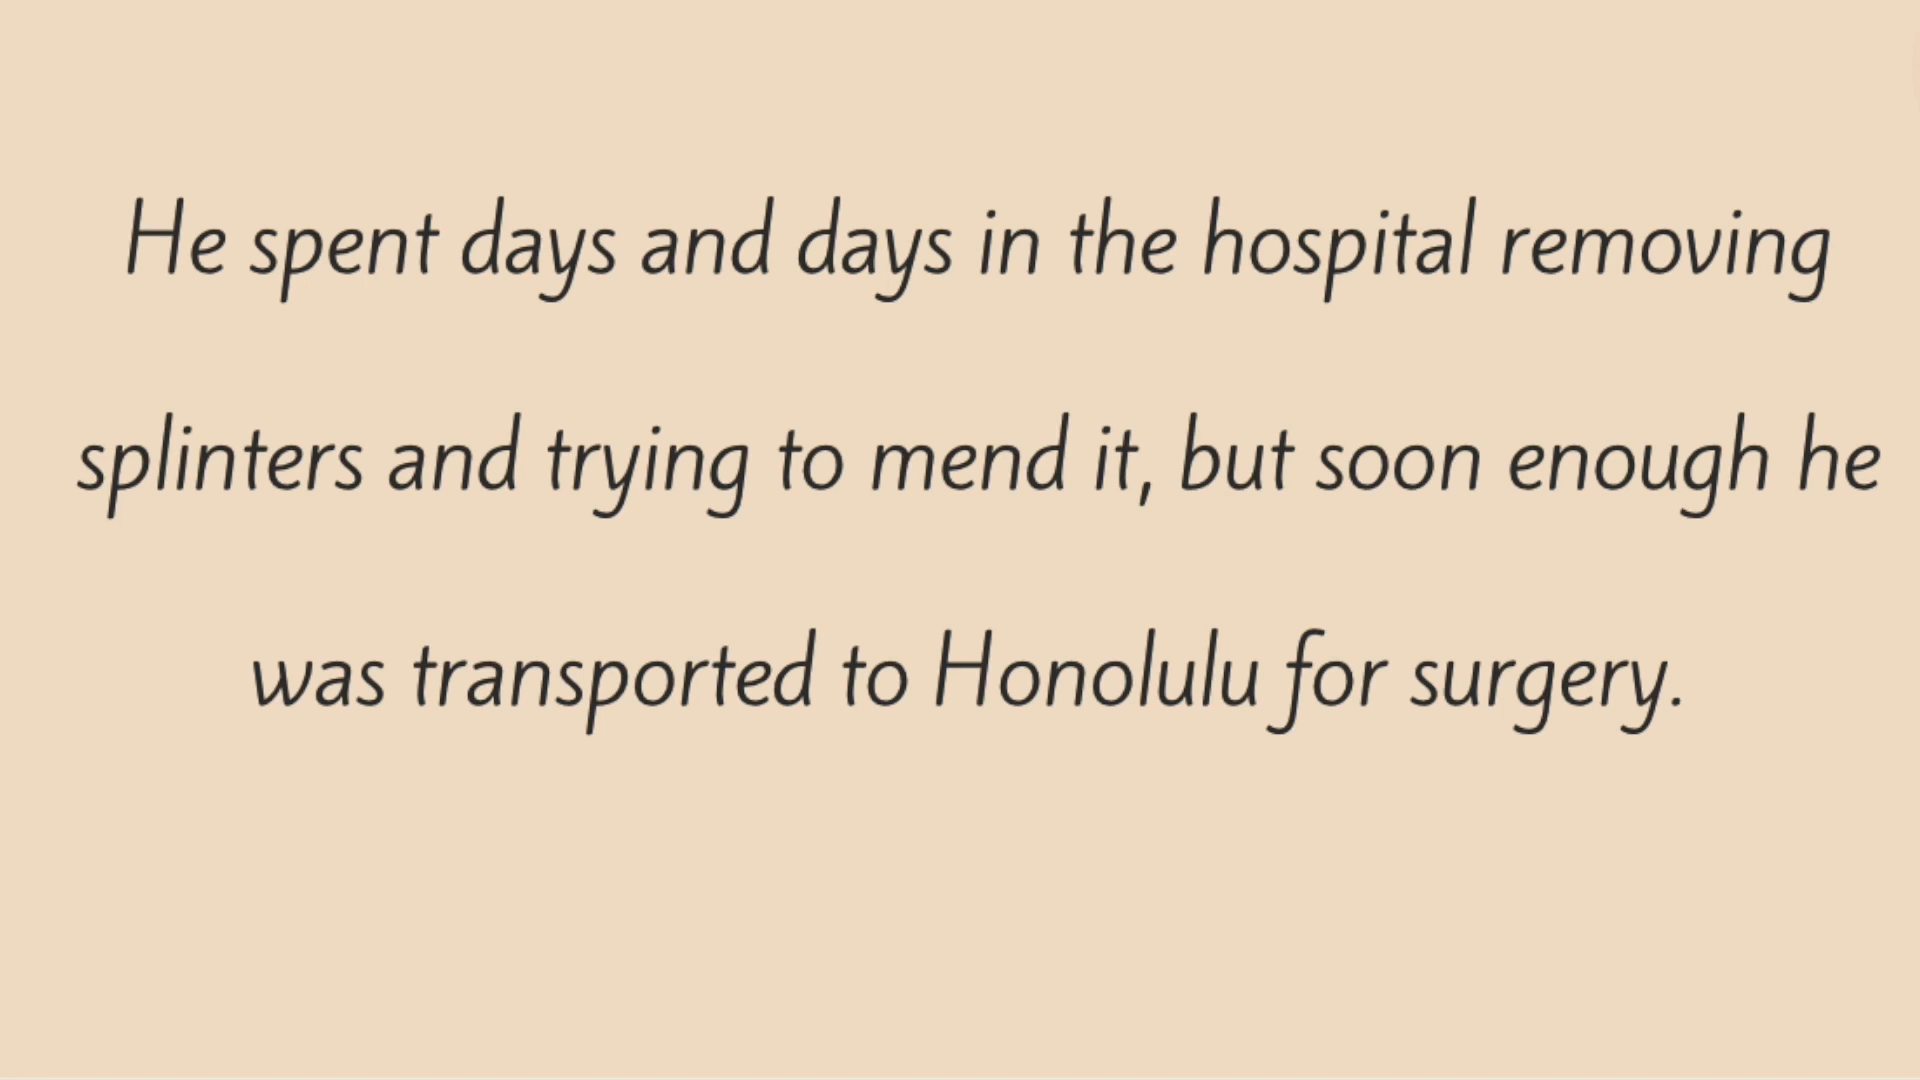 He spent days and days in the hospital removing
splinters and trying to mend it, but soon enough he
was transported to Honolulu for surgery.